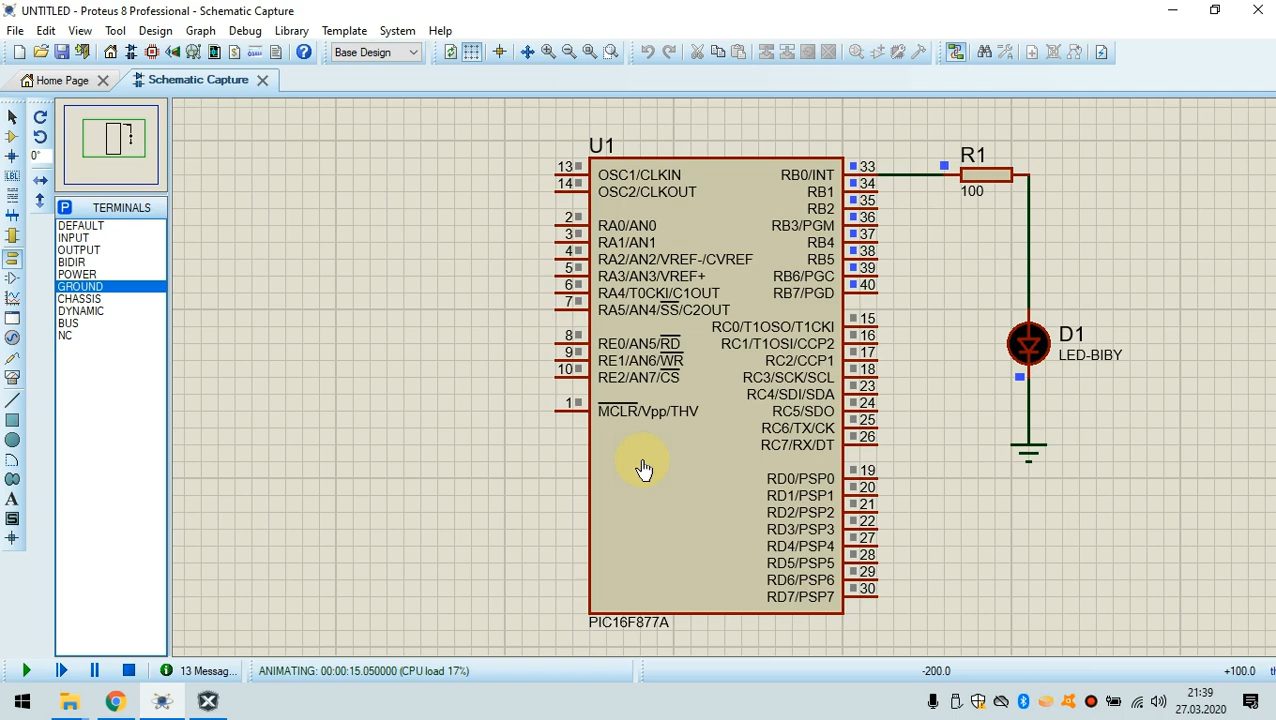 UNTITLED - Proteus 8 Professional - Schematic Capture
File Edit View Tool Design Graph Debug Library Template System Help
Base Design
Home Page
Schematic Capture
0°
LBL
P TERMINALS
DEFAULT
INPUT
OUTPUT
BIDIR
POWER
GROUND
CHASSIS
DYNAMIC
BUS
NC
U1
13 OSC1/CLKIN
14 OSC2/CLKOUT
2 RA0/AN0
3 RA1/AN1
4 RA2/AN2/VREF-/CVREF
5 RA3/AN3/VREF+
6 RA4/T0CKI/C1OUT
7 RA5/AN4/SS/C2OUT
8 RE0/AN5/RD
9 RE1/AN6/WR
10 RE2/AN7/CS
1 MCLR/Vpp/THV
RB0/INT 33
RB1 34
RB2 35
RB3/PGM 36
RB4 37
RB5 38
RB6/PGC 39
RB7/PGD 40
RC0/T1OSO/T1CKI 15
RC1/T1OSI/CCP2 16
RC2/CCP1 17
RC3/SCK/SCL 18
RC4/SDI/SDA 23
RC5/SDO 24
RC6/TX/CK 25
RC7/RX/DT 26
RD0/PSP0 19
RD1/PSP1 20
RD2/PSP2 21
RD3/PSP3 22
RD4/PSP4 27
RD5/PSP5 28
RD6/PSP6 29
RD7/PSP7 30
PIC16F877A
R1
100
D1
LED-BIBY
13 Messag...
ANIMATING: 00:00:15.050000 (CPU load 17%)
-200.0
+100.0
th
21:39
27.03.2020